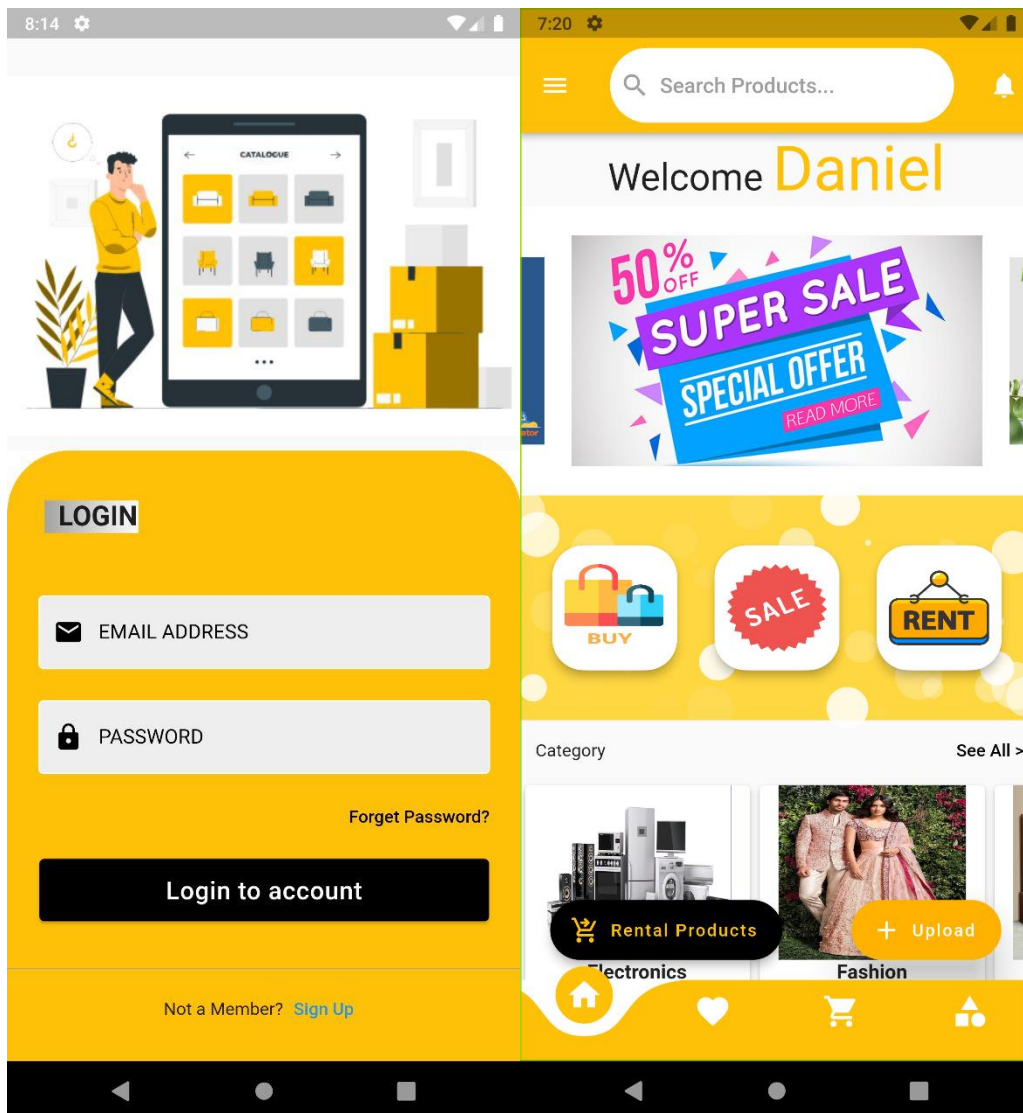 8:14
CATALOGUE
LOGIN
EMAIL ADDRESS
PASSWORD
Forget Password?
Login to account
Not a Member? Sign Up
7:20
Search Products...
Welcome Daniel
50% OFF
SUPER SALE
SPECIAL OFFER
READ MORE
BUY
SALE
RENT
Category
See All >
Rental Products
+ Upload
Electronics
Fashion